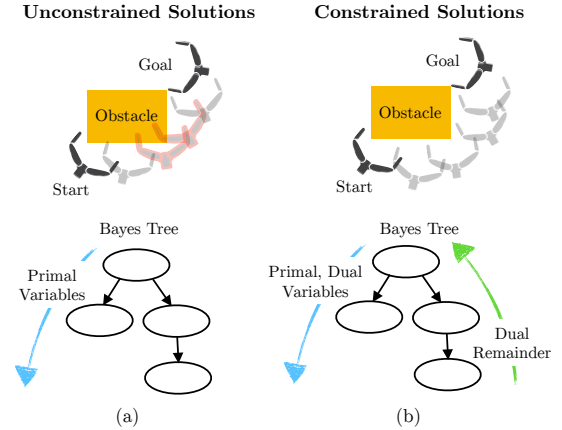 Unconstrained Solutions
Goal
Obstacle
Start
Bayes Tree
Primal
Variables
(a)
Constrained Solutions
Goal
Obstacle
Start
Bayes Tree
Primal, Dual
Variables
Dual
Remainder
(b)